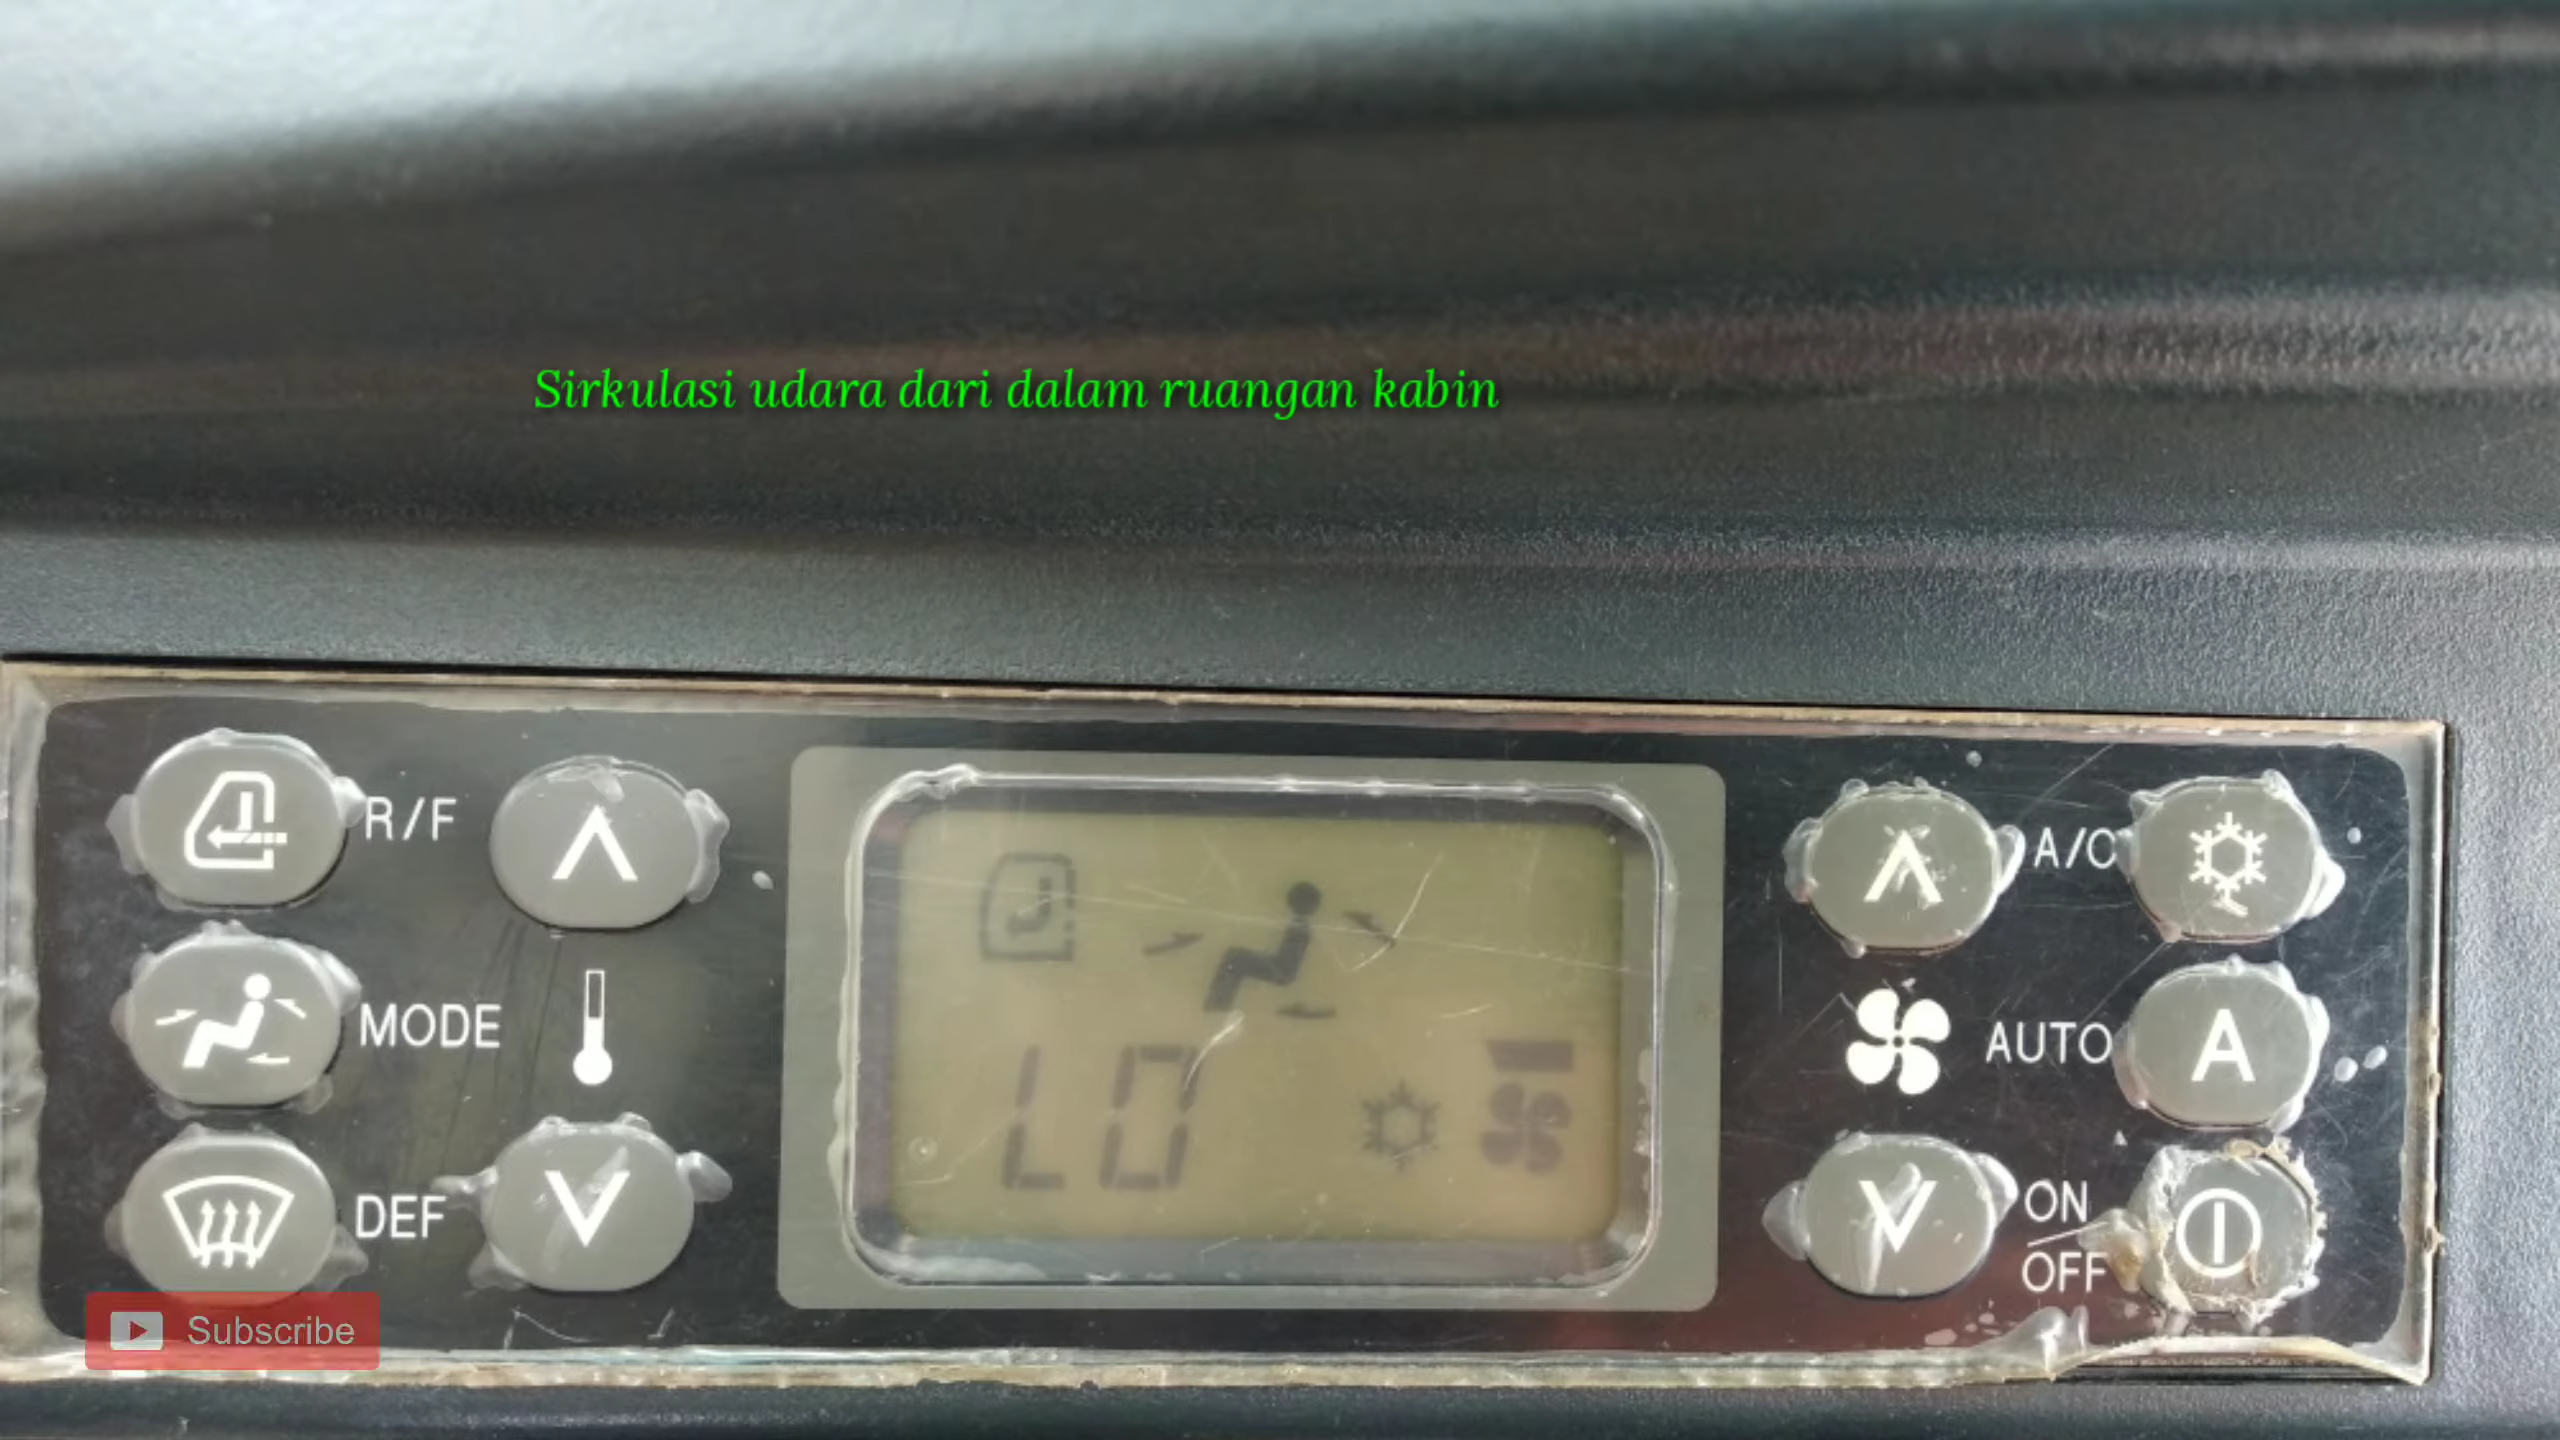 Sirkulasi udara dari dalam ruangan kabin
R/F
A/C
MODE
AUTO
A
LO
DEF
ON
OFF
Subscribe